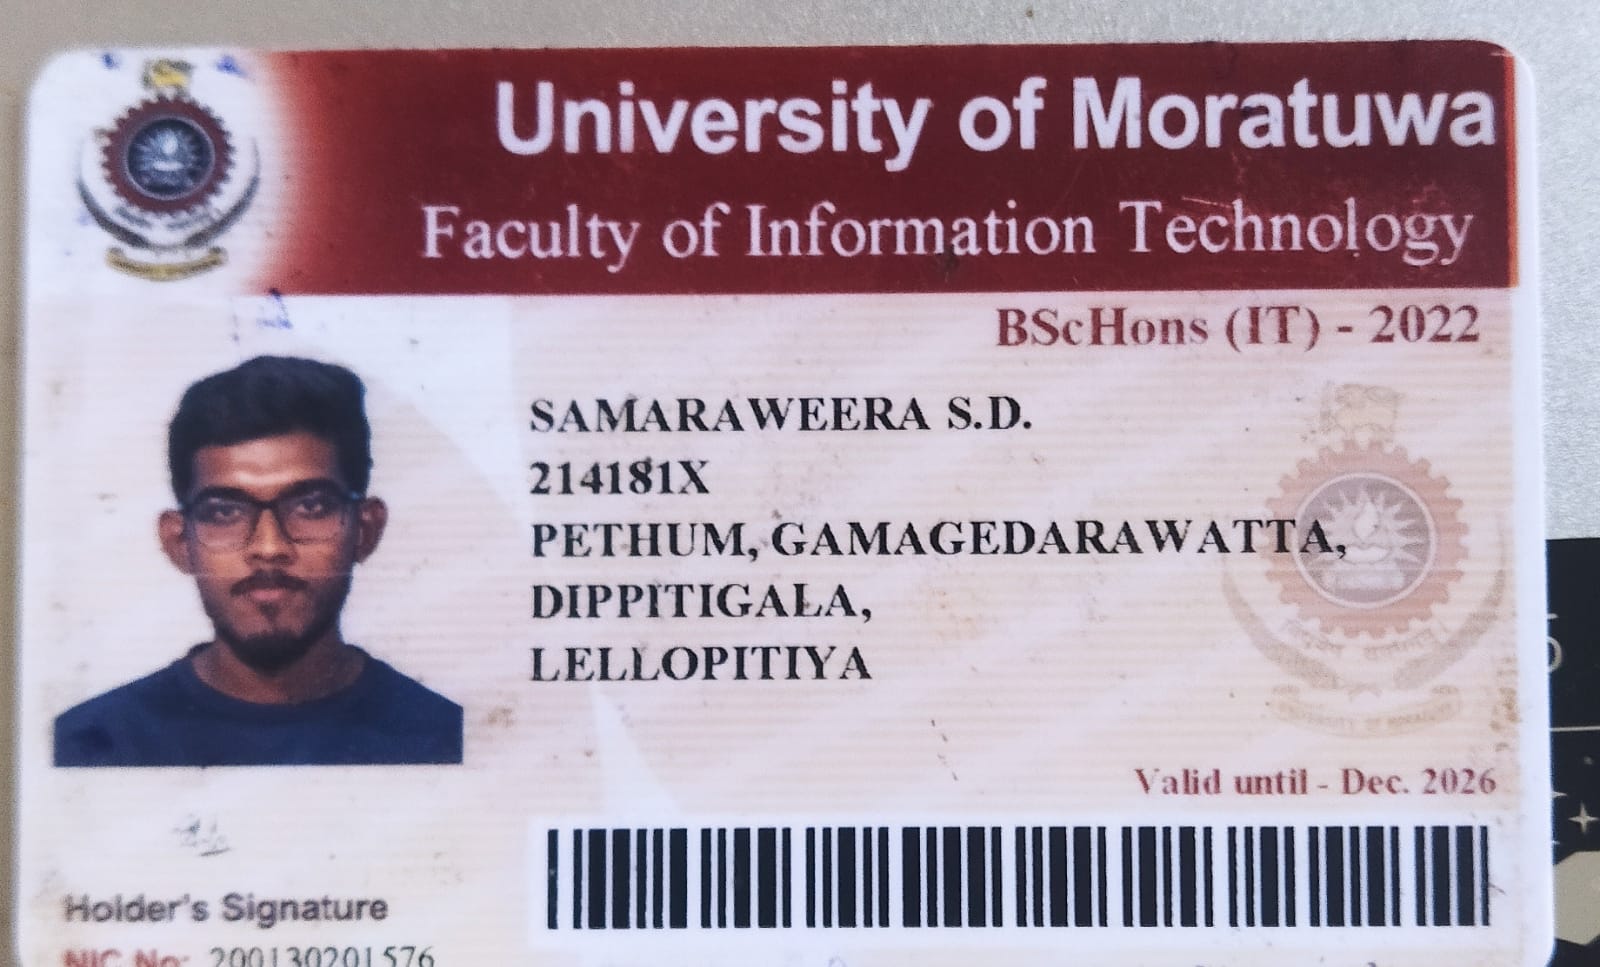 University of Moratuwa
Faculty of Information Technology
BScHons (IT) - 2022
SAMARAWEERA S.D.
214181X
PETHUM, GAMAGEDARAWATTA,
DIPPITIGALA,
LELLOPITIYA
Valid until - Dec. 2026
Holder's Signature
NIC No: 200130201576